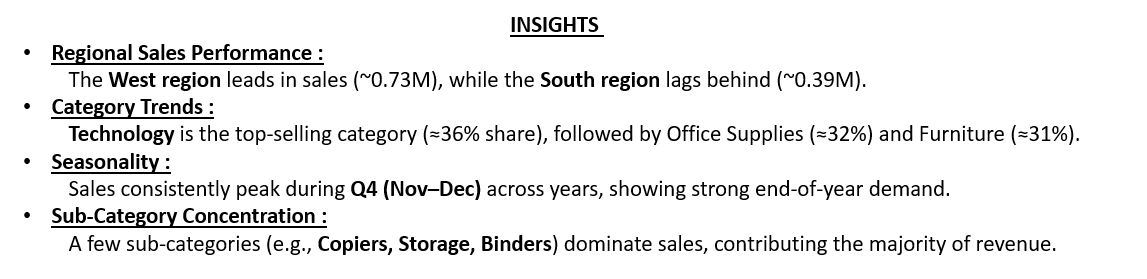 INSIGHTS
• Regional Sales Performance :
The West region leads in sales (~0.73M), while the South region lags behind (~0.39M).
• Category Trends :
Technology is the top-selling category (≈36% share), followed by Office Supplies (≈32%) and Furniture (≈31%).
• Seasonality :
Sales consistently peak during Q4 (Nov–Dec) across years, showing strong end-of-year demand.
• Sub-Category Concentration :
A few sub-categories (e.g., Copiers, Storage, Binders) dominate sales, contributing the majority of revenue.